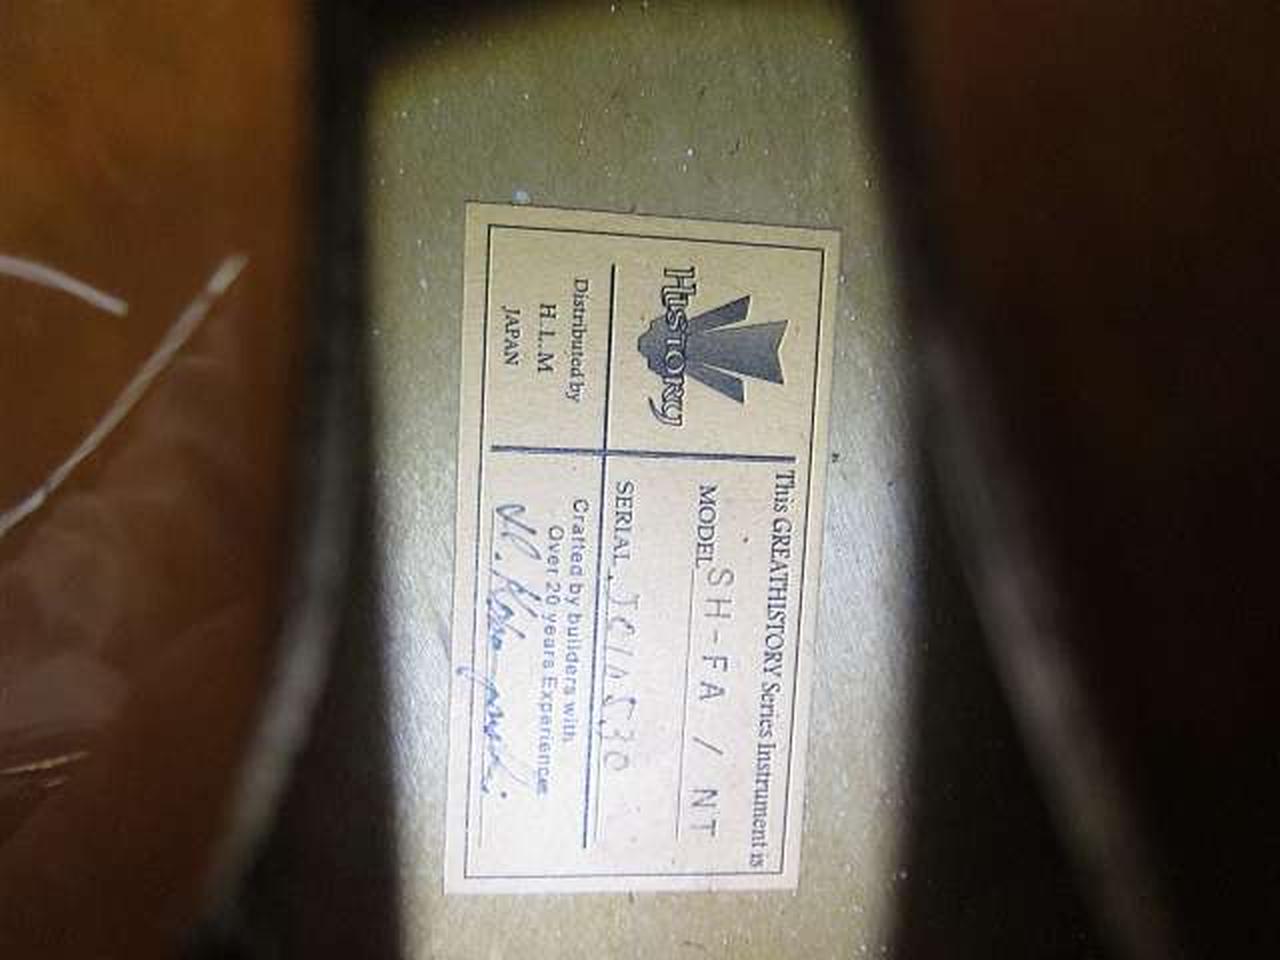 History
This GREATHISTORY Series Instrument is
MODEL SH-FA / NT
SERIAL
Distributed by
H.L.M
JAPAN
Crafted by builders with
Over 20 years Experience